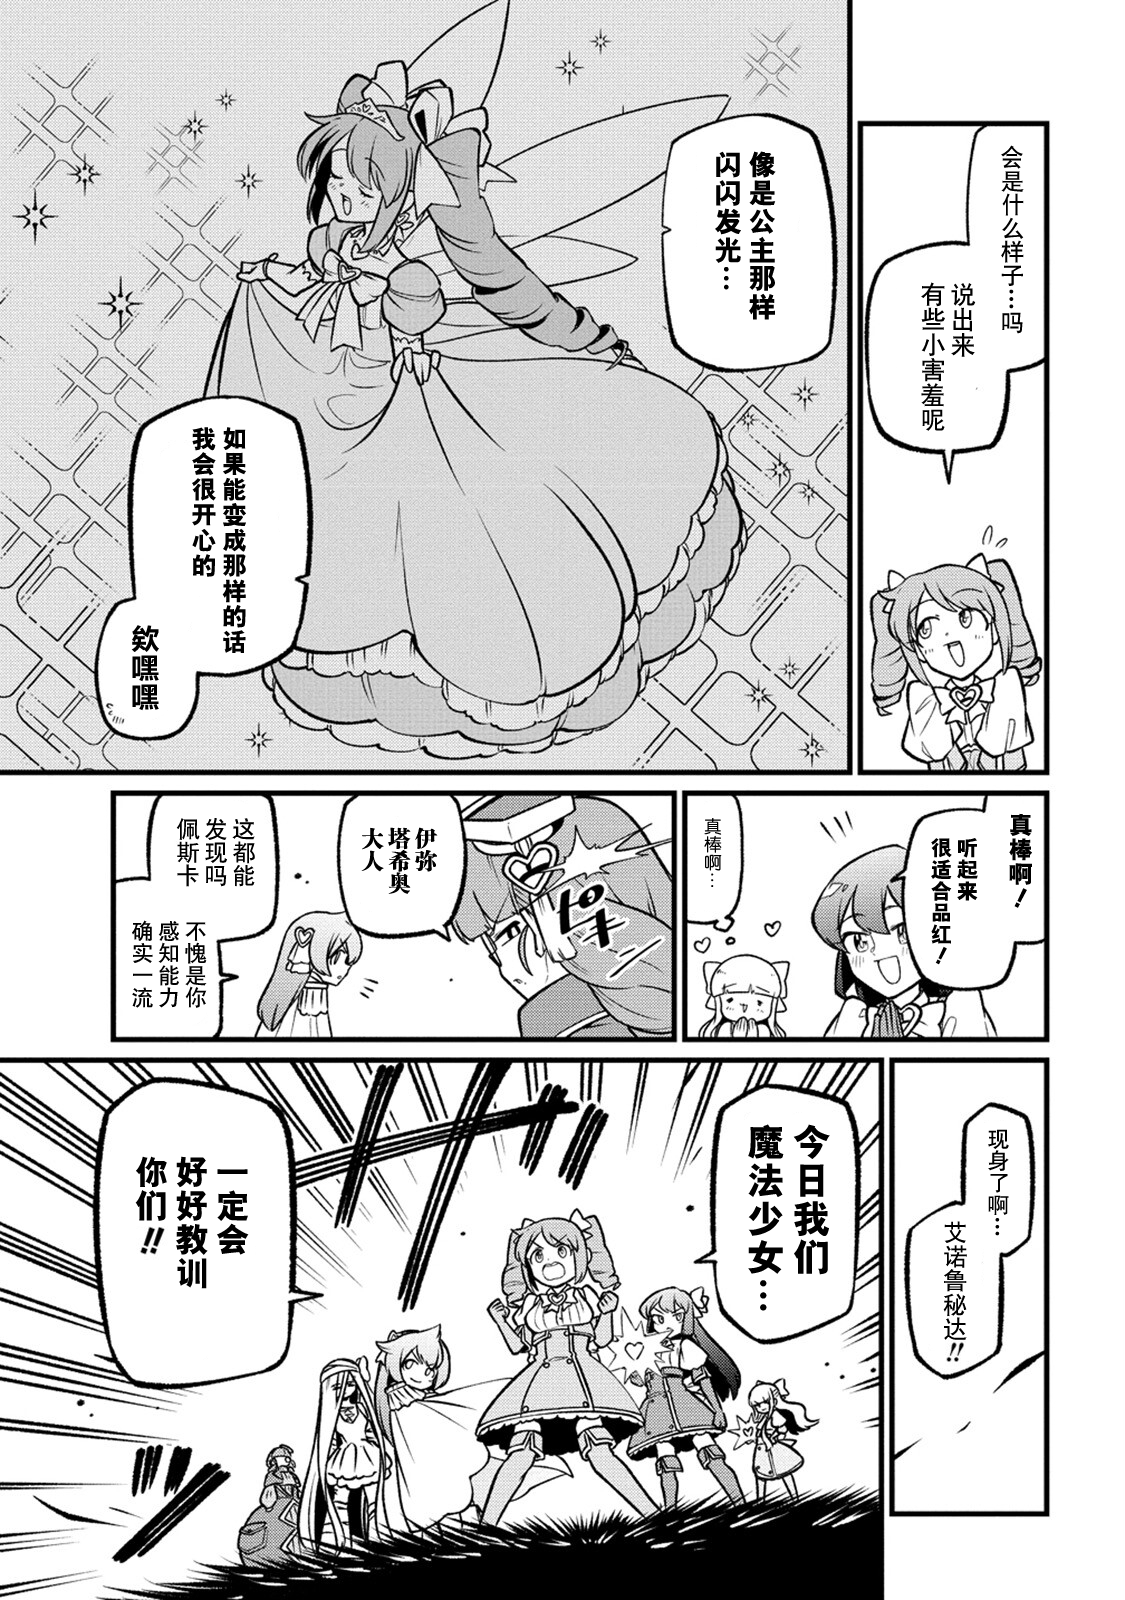 会是什么样子…吗
说出来
有些小害羞呢
像是公主那样
闪闪发光…
如果能变成那样的话
我会很开心的
欸嘿嘿
真棒啊！
听起来
很适合品红！
真棒啊…
ピキ
伊弥
塔希奥
大人
这都能
发现吗
佩斯卡
不愧是你
感知能力
确实一流
现身了啊…
艾诺鲁秘达!!
今日我们
魔法少女…
一定会
好好教训
你们!!